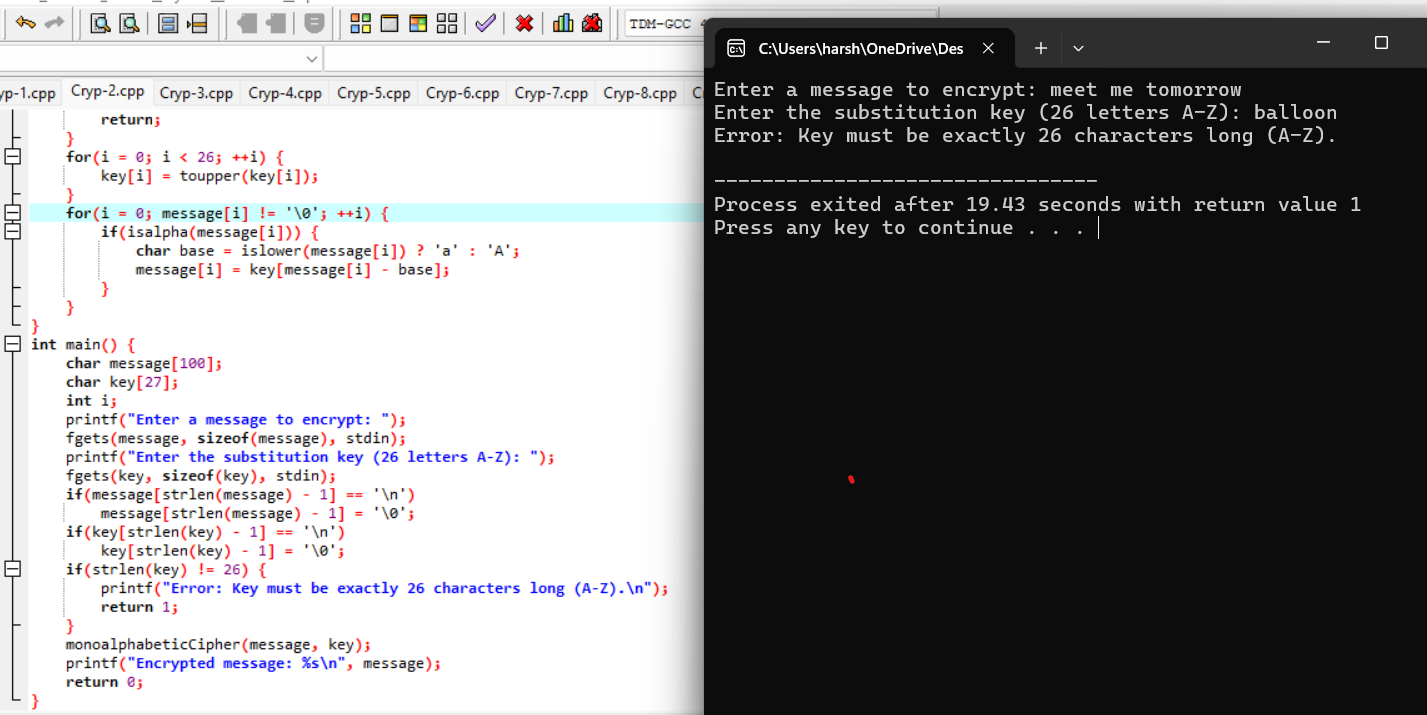 TDM-GCC 4
yp-1.cpp Cryp-2.cpp Cryp-3.cpp Cryp-4.cpp Cryp-5.cpp Cryp-6.cpp Cryp-7.cpp Cryp-8.cpp C
return;
}
for(i = 0; i < 26; ++i) {
key[i] = toupper(key[i]);
}
for(i = 0; message[i] != '\0'; ++i) {
if(isalpha(message[i])) {
char base = islower(message[i]) ? 'a' : 'A';
message[i] = key[message[i] - base];
}
}
}
int main() {
char message[100];
char key[27];
int i;
printf("Enter a message to encrypt: ");
fgets(message, sizeof(message), stdin);
printf("Enter the substitution key (26 letters A-Z): ");
fgets(key, sizeof(key), stdin);
if(message[strlen(message) - 1] == '\n')
message[strlen(message) - 1] = '\0';
if(key[strlen(key) - 1] == '\n')
key[strlen(key) - 1] = '\0';
if(strlen(key) != 26) {
printf("Error: Key must be exactly 26 characters long (A-Z).\n");
return 1;
}
monoalphabeticCipher(message, key);
printf("Encrypted message: %s\n", message);
return 0;
}
C:\Users\harsh\OneDrive\Des
Enter a message to encrypt: meet me tomorrow
Enter the substitution key (26 letters A-Z): balloon
Error: Key must be exactly 26 characters long (A-Z).
--------------------------------
Process exited after 19.43 seconds with return value 1
Press any key to continue . . .